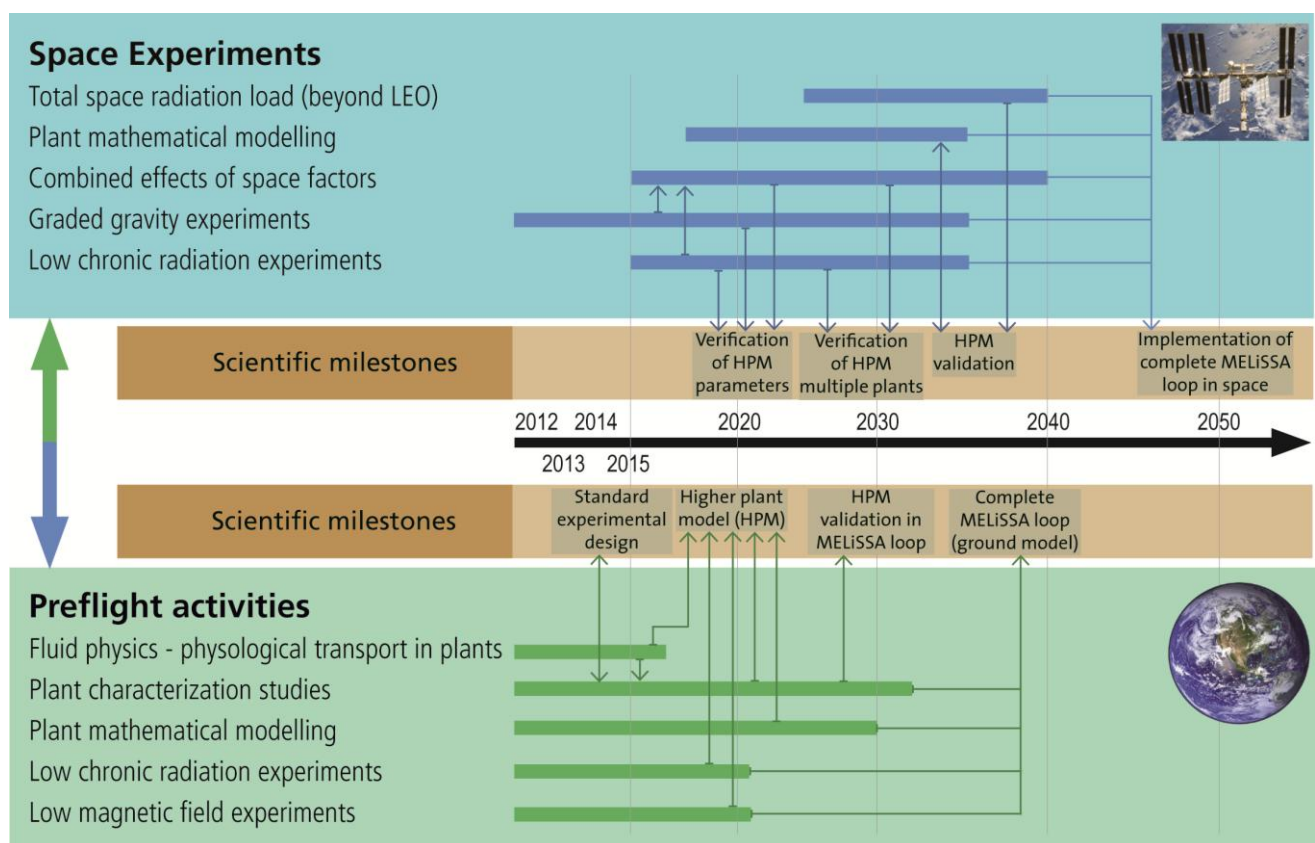 Space Experiments
Total space radiation load (beyond LEO)
Plant mathematical modelling
Combined effects of space factors
Graded gravity experiments
Low chronic radiation experiments
Scientific milestones
Verification
of HPM
parameters
Verification
of HPM
multiple plants
HPM
validation
Implementation of
complete MELiSSA
loop in space
2012 2014 2020 2030 2040 2050
2013 2015
Scientific milestones
Standard
experimental
design
Higher plant
model (HPM)
HPM
validation in
MELiSSA loop
Complete
MELiSSA loop
(ground model)
Preflight activities
Fluid physics - physological transport in plants
Plant characterization studies
Plant mathematical modelling
Low chronic radiation experiments
Low magnetic field experiments